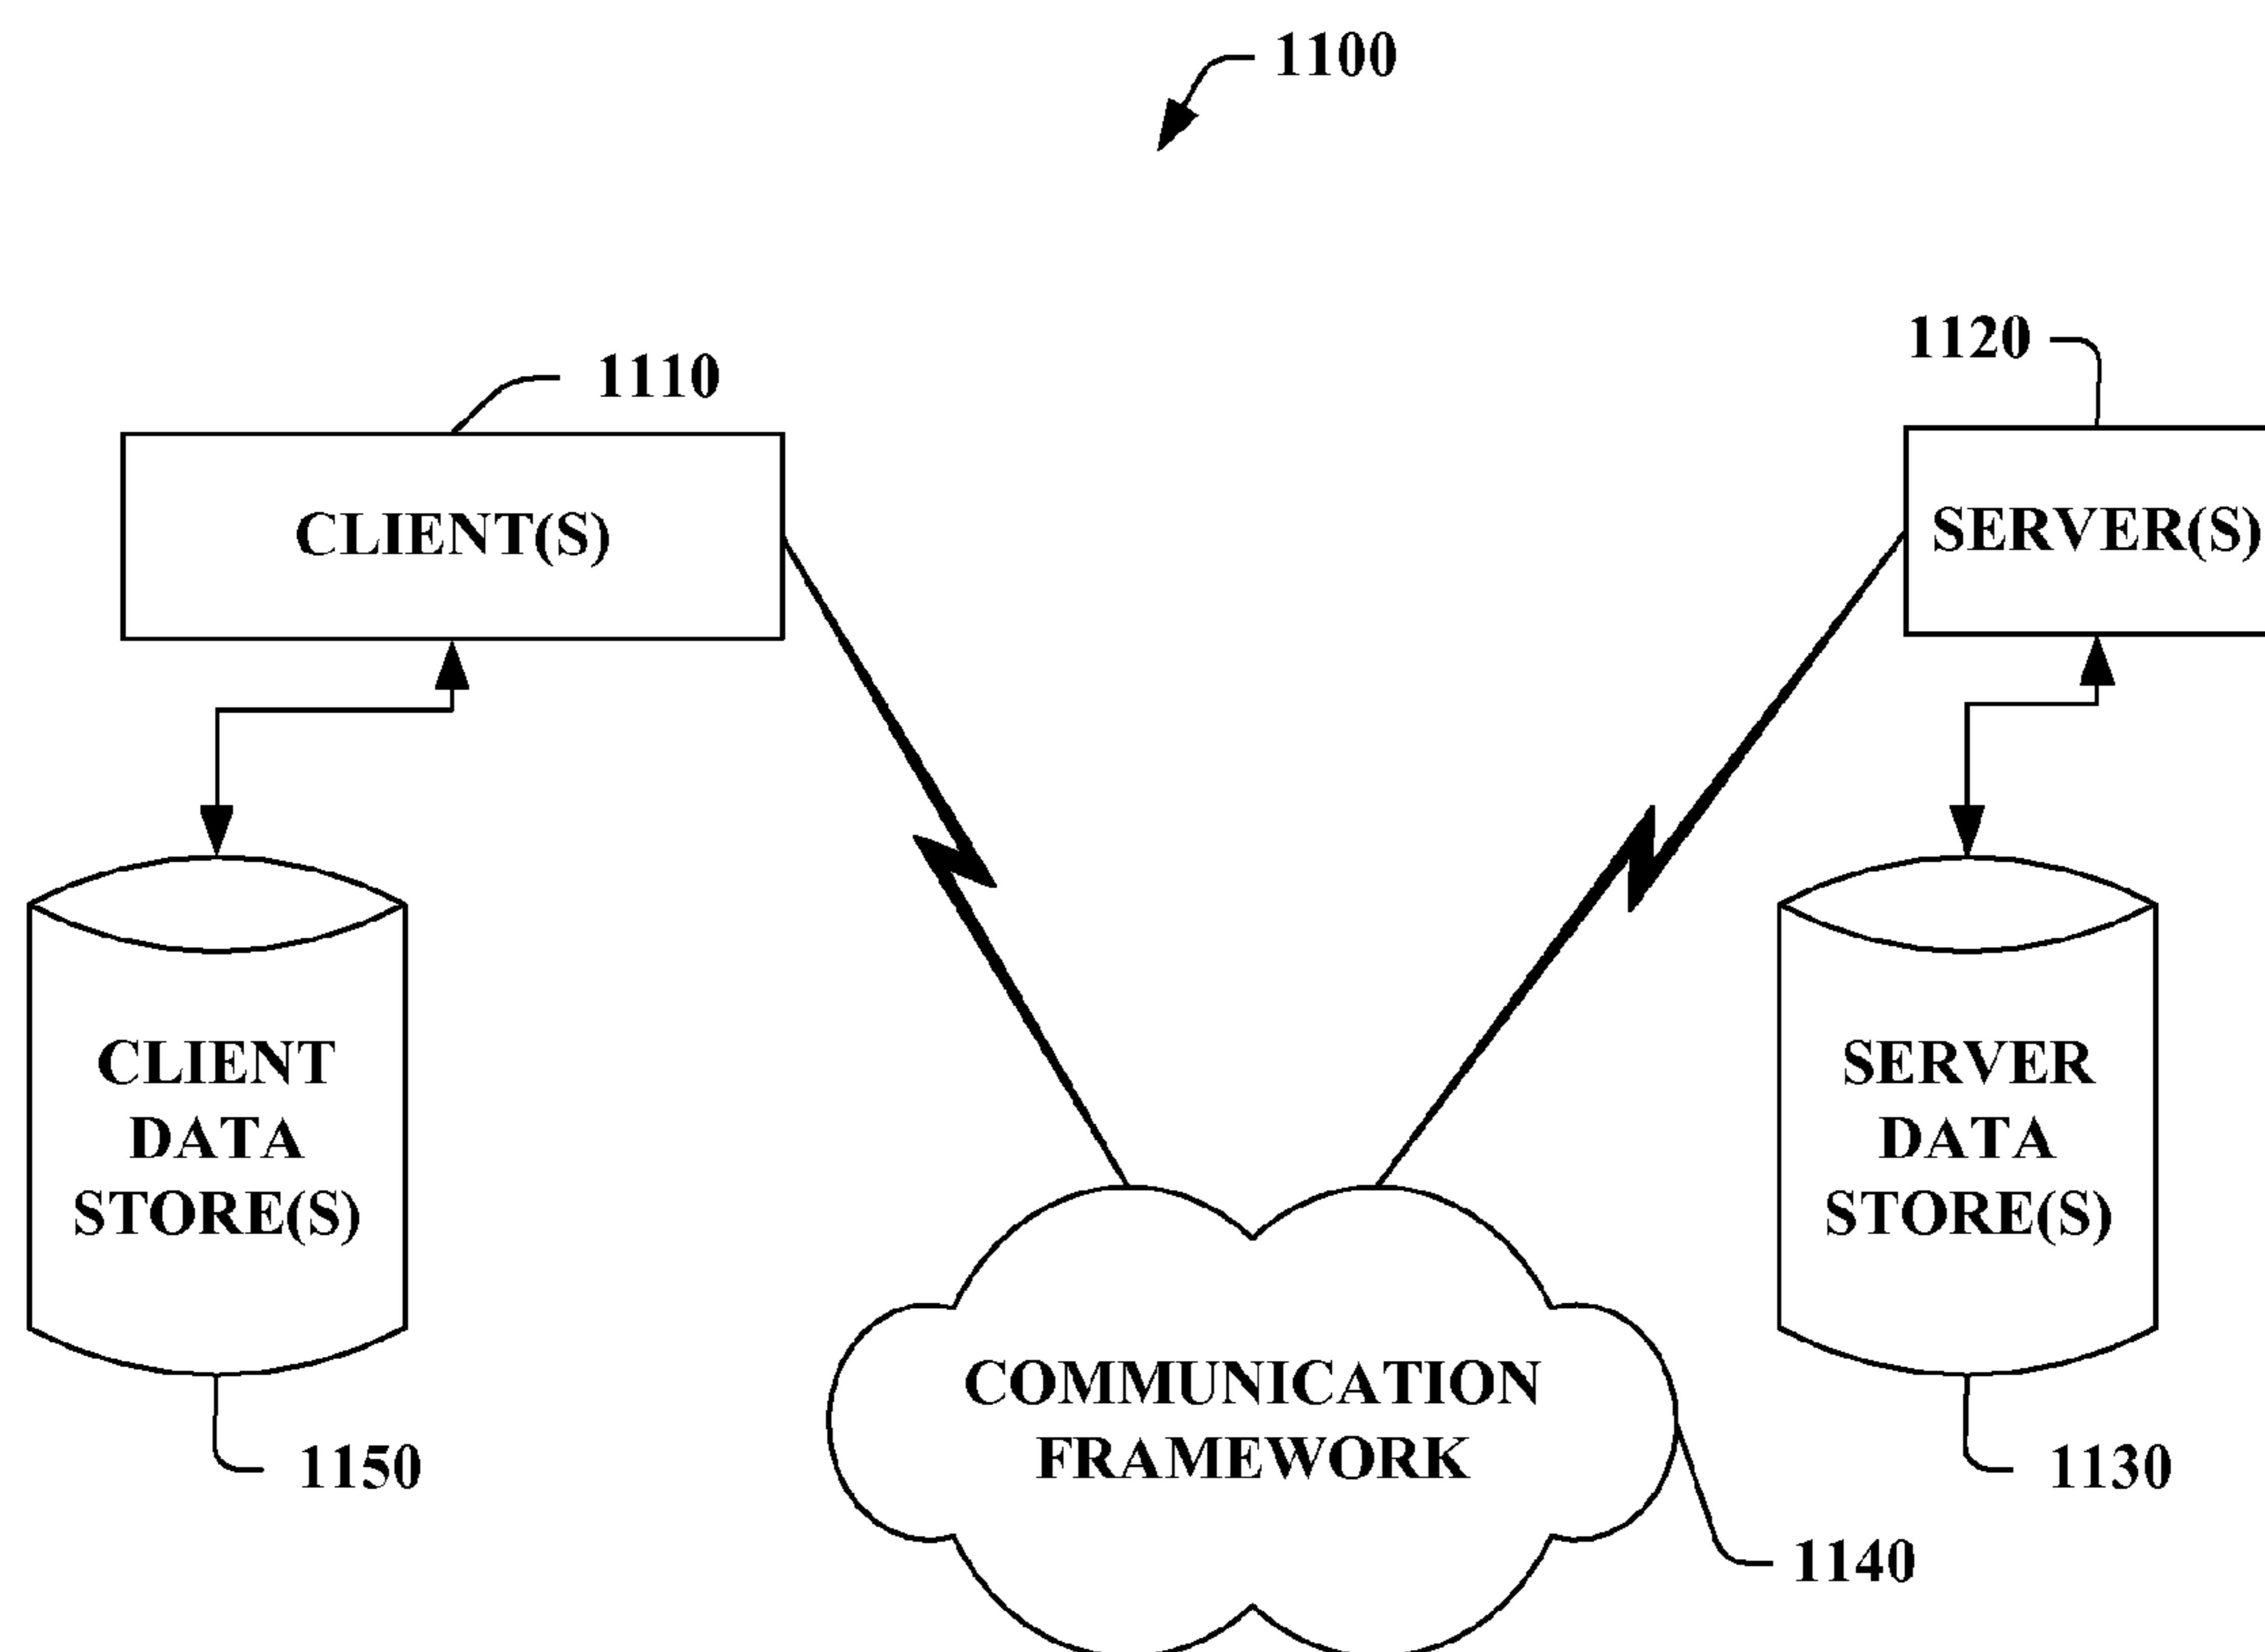 1100
1110
1120
CLIENT(S)
SERVER(S)
CLIENT
DATA
STORE(S)
SERVER
DATA
STORE(S)
COMMUNICATION
FRAMEWORK
1150
1130
1140